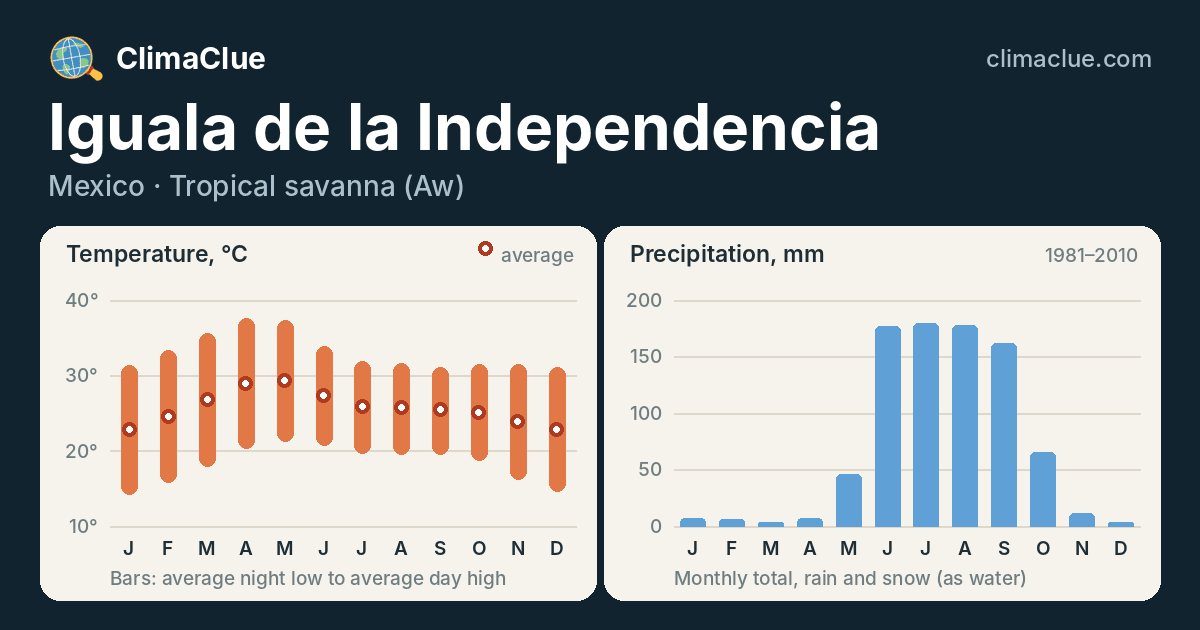 ClimaClue
climaclue.com
Iguala de la Independencia
Mexico · Tropical savanna (Aw)
Temperature, °C
average
40°
30°
20°
10°
J F M A M J J A S O N D
Bars: average night low to average day high
Precipitation, mm
1981–2010
200
150
100
50
0
J F M A M J J A S O N D
Monthly total, rain and snow (as water)